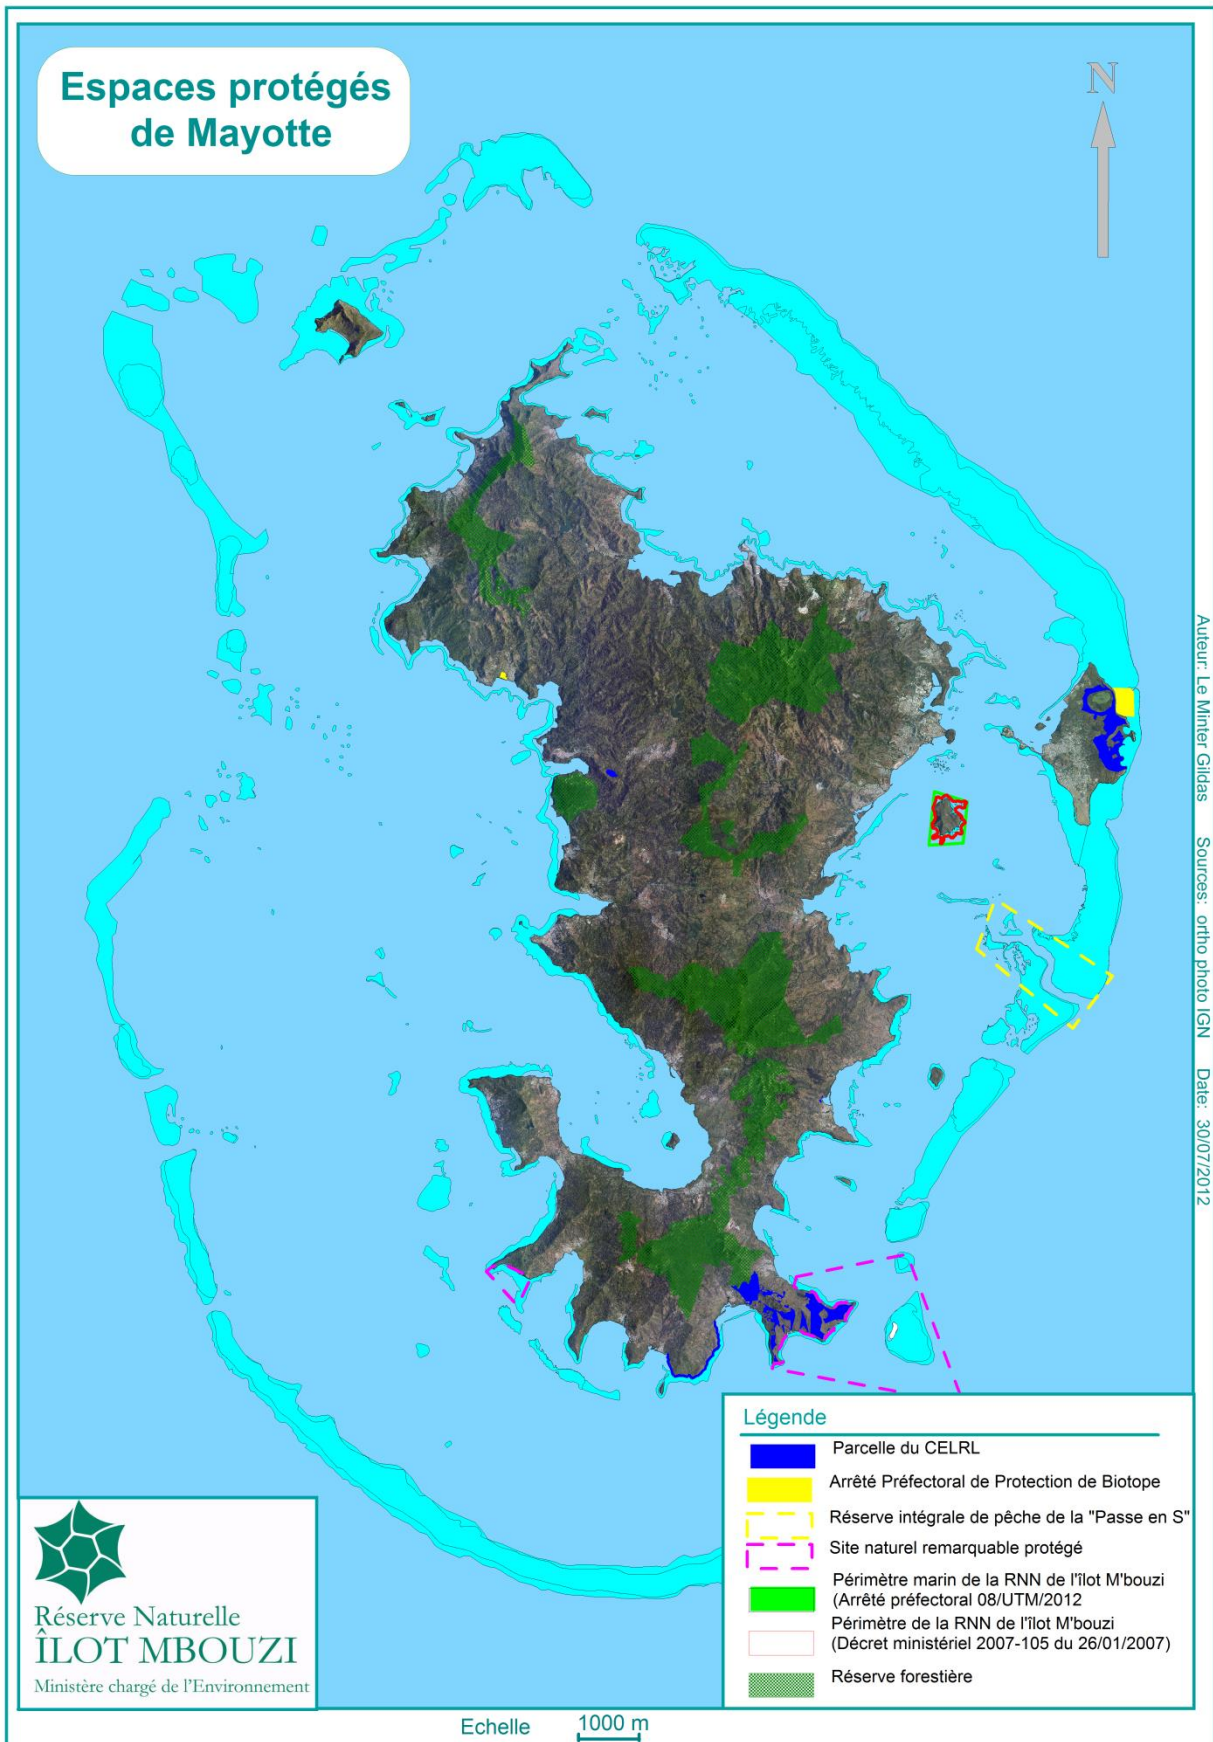 Espaces protégés
de Mayotte
N
Auteur: Le Minter Gildas Sources: ortho photo IGN Date: 30/07/2012
Légende
Parcelle du CELRL
Arrêté Préfectoral de Protection de Biotope
Réserve intégrale de pêche de la "Passe en S"
Site naturel remarquable protégé
Périmètre marin de la RNN de l'îlot M'bouzi
(Arrêté préfectoral 08/UTM/2012
Périmètre de la RNN de l'îlot M'bouzi
(Décret ministériel 2007-105 du 26/01/2007)
Réserve forestière
Réserve Naturelle
ÎLOT MBOUZI
Ministère chargé de l'Environnement
Echelle 1000 m